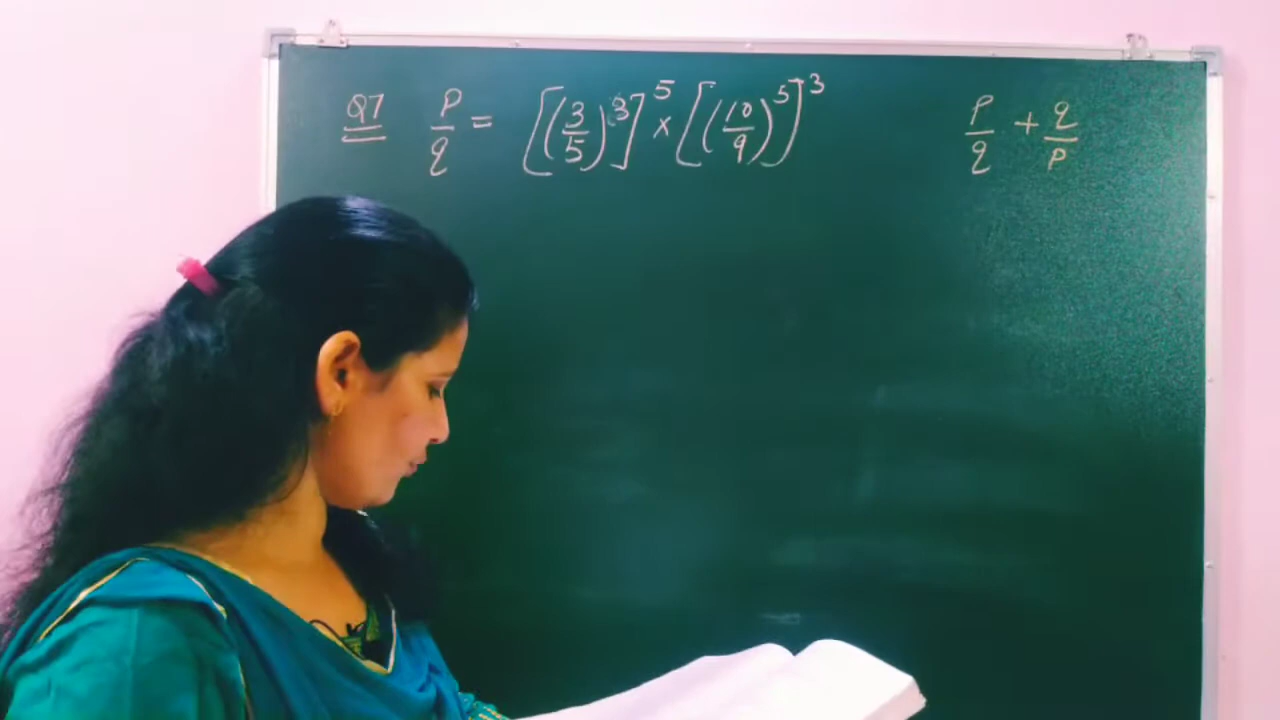 Q7 p/q = [(3/5)^3]^5 × [(10/9)^5]^3 p/q + q/p